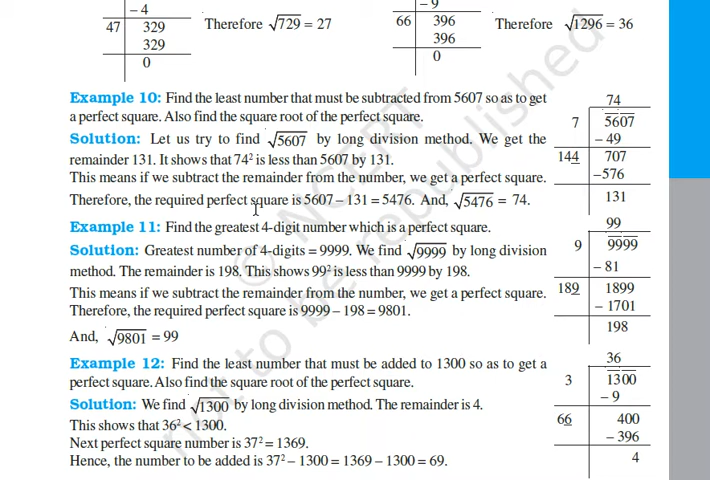 – 4
47 329
329
0
Therefore √729 = 27
– 9
66 396
396
0
Therefore √1296 = 36
Example 10: Find the least number that must be subtracted from 5607 so as to get
a perfect square. Also find the square root of the perfect square.
Solution: Let us try to find √5607 by long division method. We get the
remainder 131. It shows that 74² is less than 5607 by 131.
This means if we subtract the remainder from the number, we get a perfect square.
Therefore, the required perfect square is 5607 – 131 = 5476. And, √5476 = 74.
74
7 5607
– 49
144 707
–576
131
Example 11: Find the greatest 4-digit number which is a perfect square.
Solution: Greatest number of 4-digits = 9999. We find √9999 by long division
method. The remainder is 198. This shows 99² is less than 9999 by 198.
This means if we subtract the remainder from the number, we get a perfect square.
Therefore, the required perfect square is 9999 – 198 = 9801.
And, √9801 = 99
99
9 9999
– 81
189 1899
– 1701
198
Example 12: Find the least number that must be added to 1300 so as to get a
perfect square. Also find the square root of the perfect square.
Solution: We find √1300 by long division method. The remainder is 4.
This shows that 36² < 1300.
Next perfect square number is 37² = 1369.
Hence, the number to be added is 37² – 1300 = 1369 – 1300 = 69.
36
3 1300
– 9
66 400
– 396
4
© NCERT
not to be republished